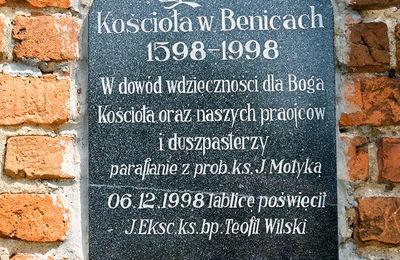 Kościoła w Benicach
1598-1998
W dowód wdzięczności dla Boga
Kościoła oraz naszych praojców
i duszpasterzy
parafianie z prob. ks. J. Motyką
06.12.1998 Tablicę poświęcił
J.Eksc. ks. bp. Teofil Wilski